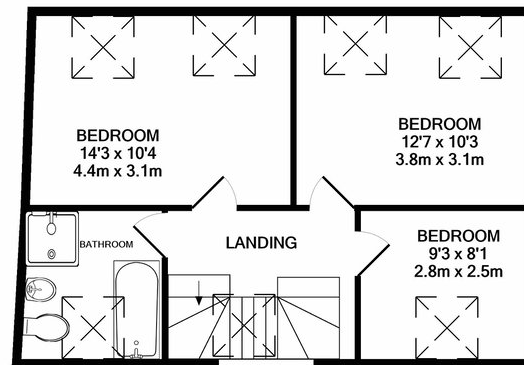 BEDROOM
14'3 x 10'4
4.4m x 3.1m
BEDROOM
12'7 x 10'3
3.8m x 3.1m
BATHROOM
LANDING
BEDROOM
9'3 x 8'1
2.8m x 2.5m